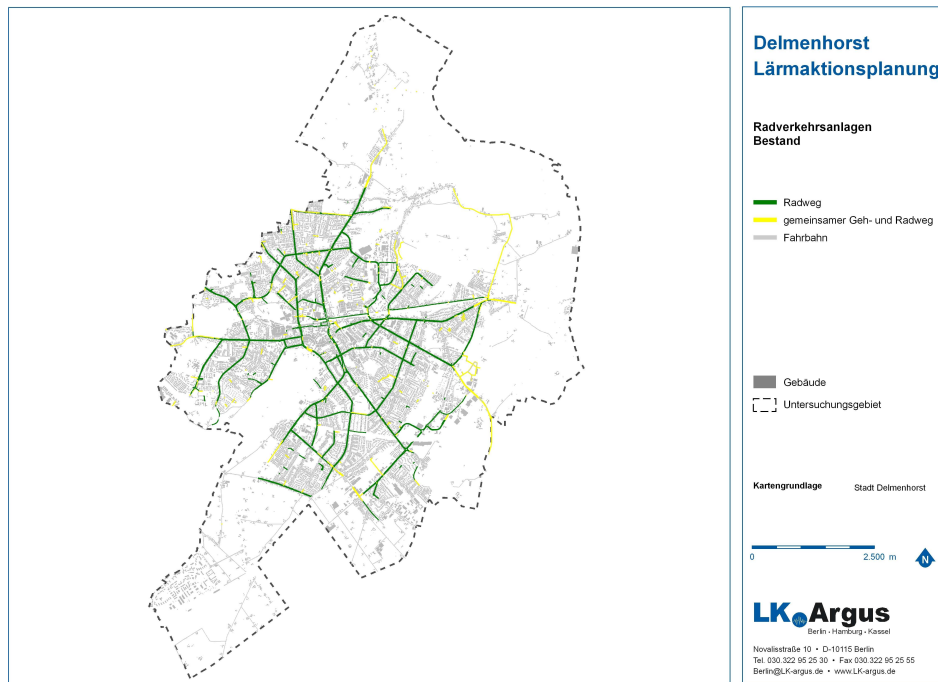 Delmenhorst
Lärmaktionsplanung
Radverkehrsanlagen
Bestand
Radweg
gemeinsamer Geh- und Radweg
Fahrbahn
Gebäude
Untersuchungsgebiet
Kartengrundlage Stadt Delmenhorst
0 2.500 m
N
LK Argus
Berlin • Hamburg • Kassel
Novalisstraße 10 • D-10115 Berlin
Tel. 030.322 95 25 30 • Fax 030.322 95 25 55
Berlin@LK-argus.de • www.LK-argus.de